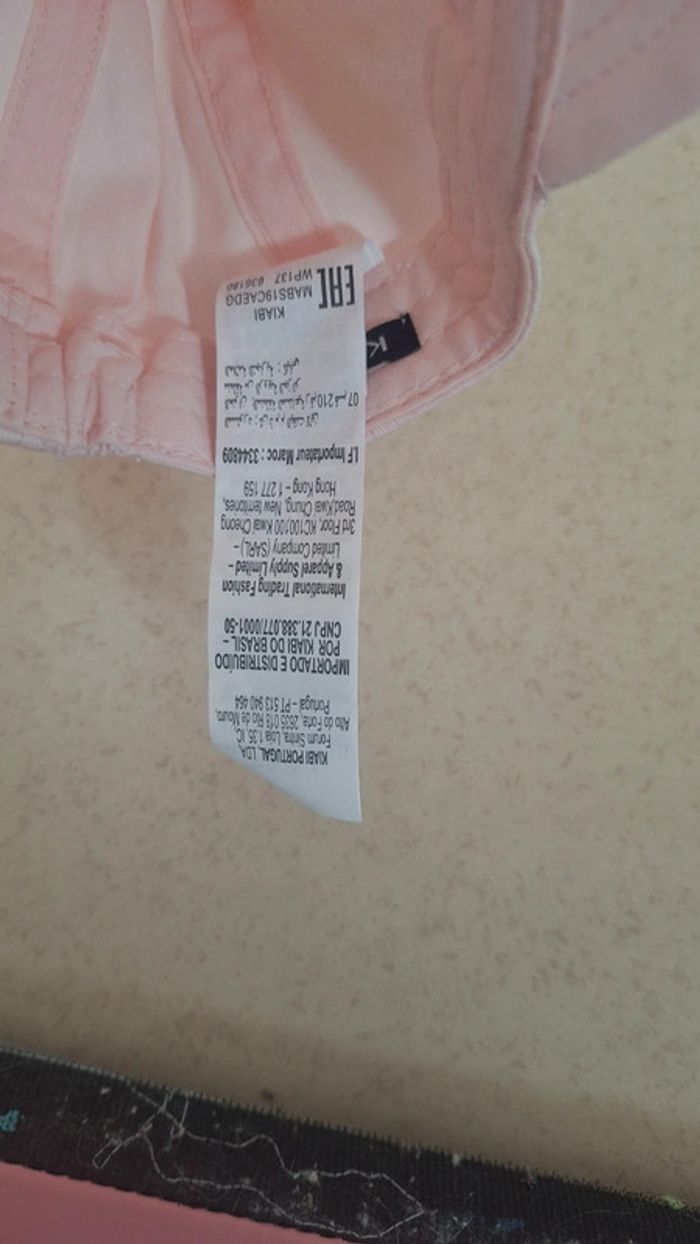 KIABI PORTUGAL, LDA,
Forum Sintra, Loja 1.35, IC,
Alto do Forte, 2635 018 Rio de Mouro,
Portugal – PT 513 940 464
IMPORTADO E DISTRIBUÍDO
POR KIABI DO BRASIL –
CNPJ 21.388.077/0001-50
International Trading Fashion
& Apparel Supply Limited –
Limited Company (SARL) –
3rd Floor, KC100,100 Kwai Cheong
Road,Kwai Chung, New territories,
Hong Kong – 1 277 159
LF Importateur Maroc : 3344809
KIABI
MABS19CAEDG
WP137 636186
EAC
K